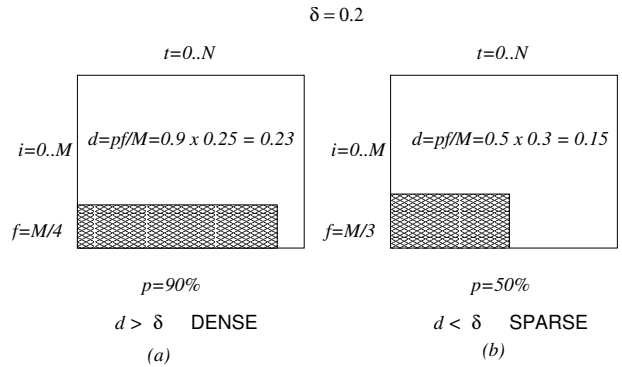 δ = 0.2
t=0..N
i=0..M
d=pf/M=0.9 x 0.25 = 0.23
f=M/4
p=90%
d > δ DENSE
(a)
t=0..N
i=0..M
d=pf/M=0.5 x 0.3 = 0.15
f=M/3
p=50%
d < δ SPARSE
(b)